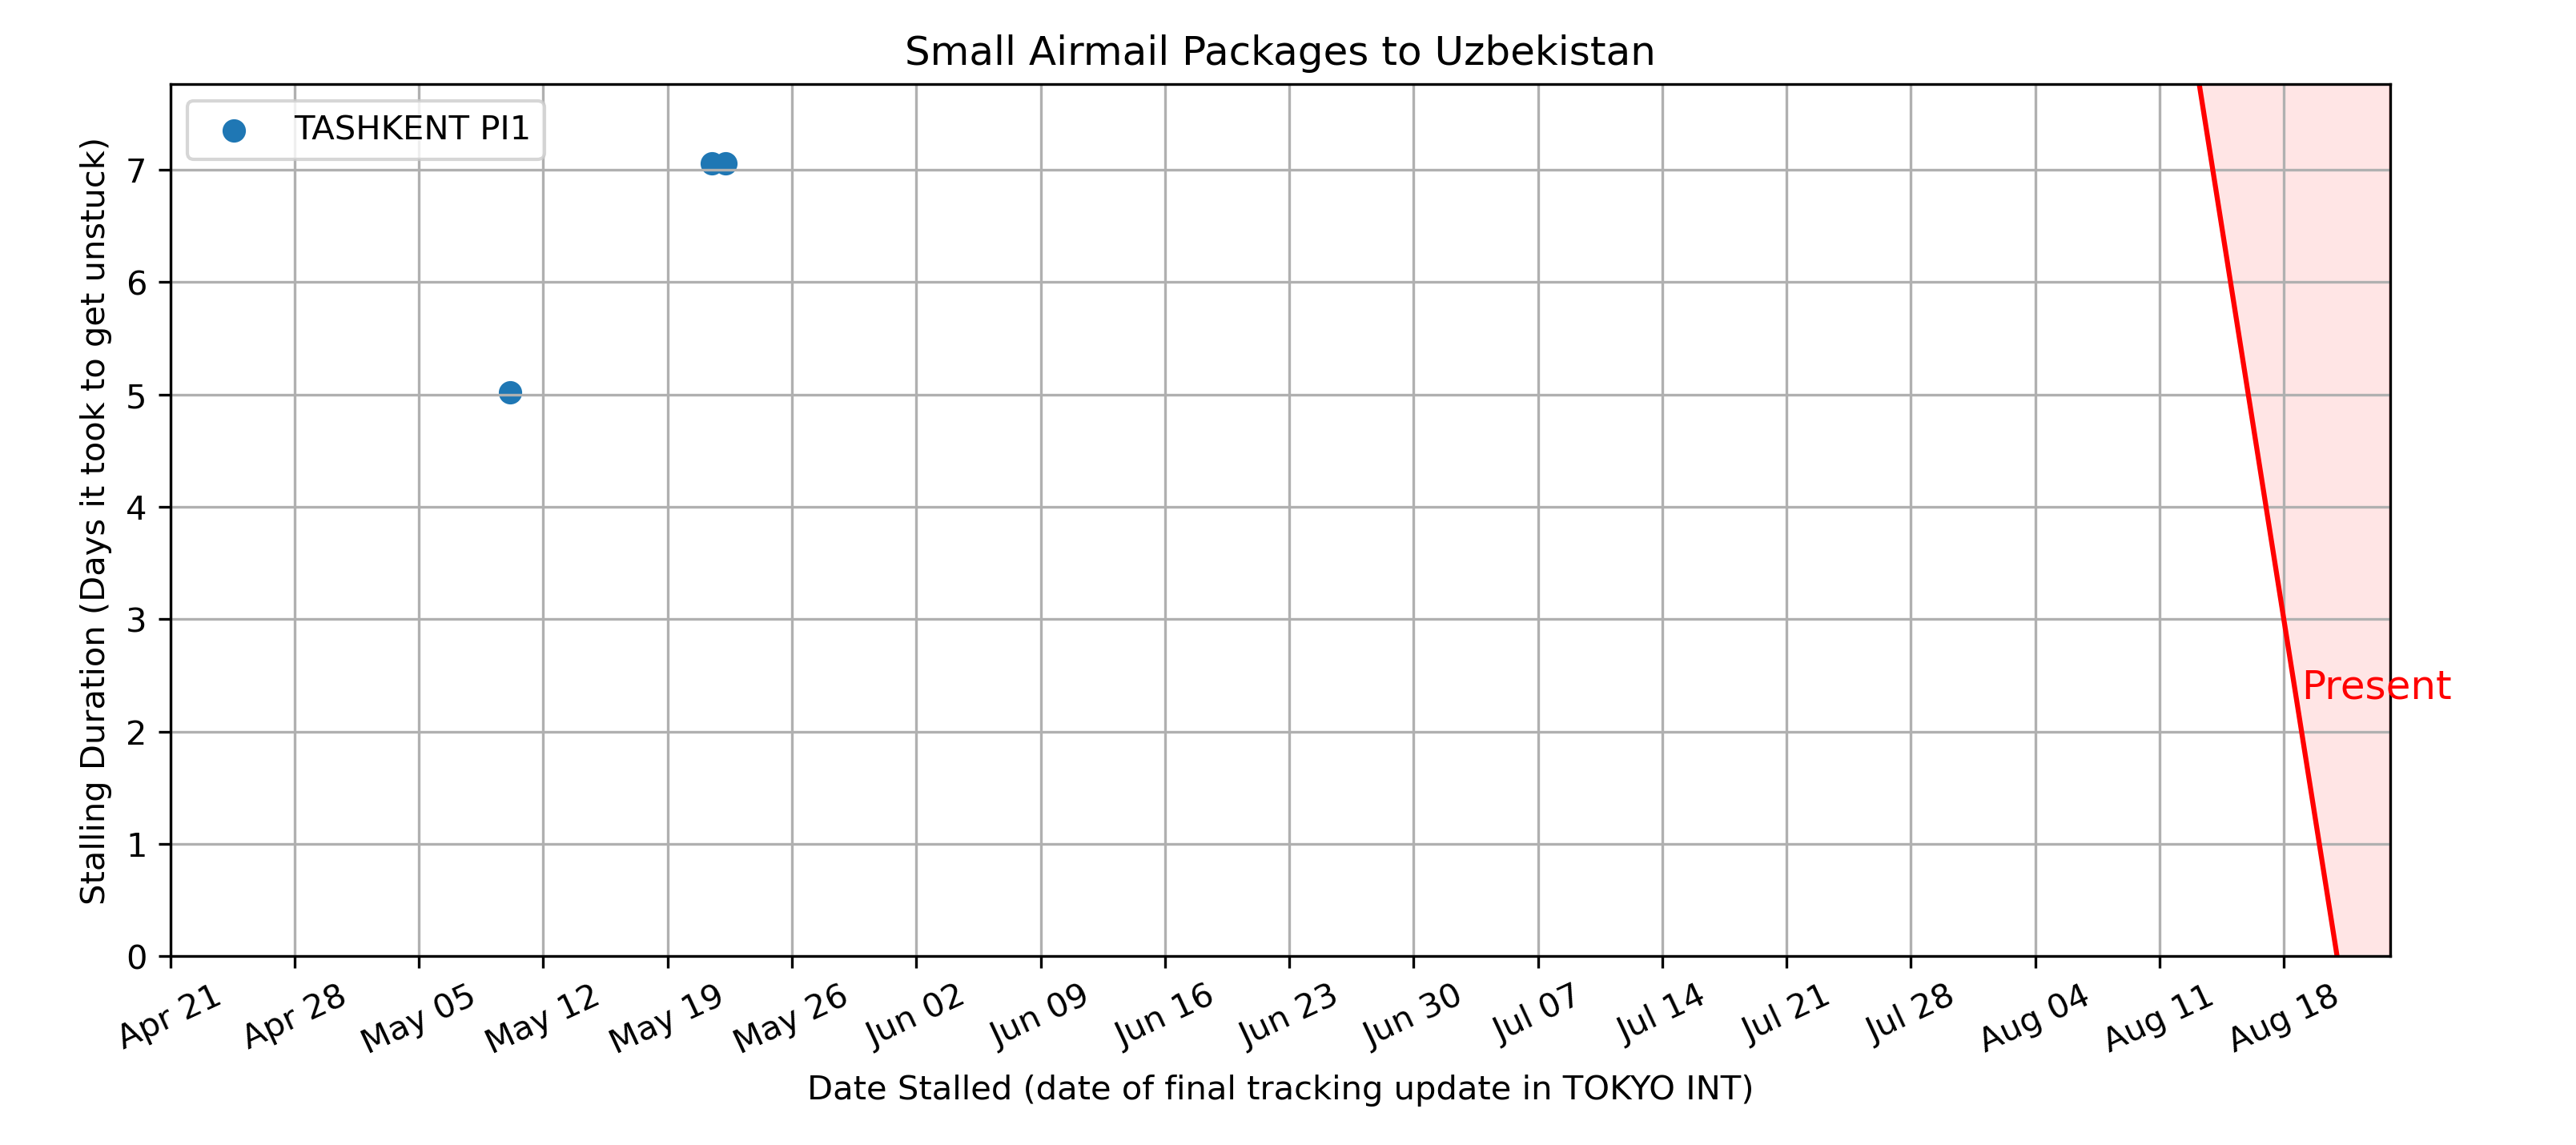 Small Airmail Packages to Uzbekistan
TASHKENT PI1
Stalling Duration (Days it took to get unstuck)
7
6
5
4
3
2
1
0
Present
Apr 21
Apr 28
May 05
May 12
May 19
May 26
Jun 02
Jun 09
Jun 16
Jun 23
Jun 30
Jul 07
Jul 14
Jul 21
Jul 28
Aug 04
Aug 11
Aug 18
Date Stalled (date of final tracking update in TOKYO INT)